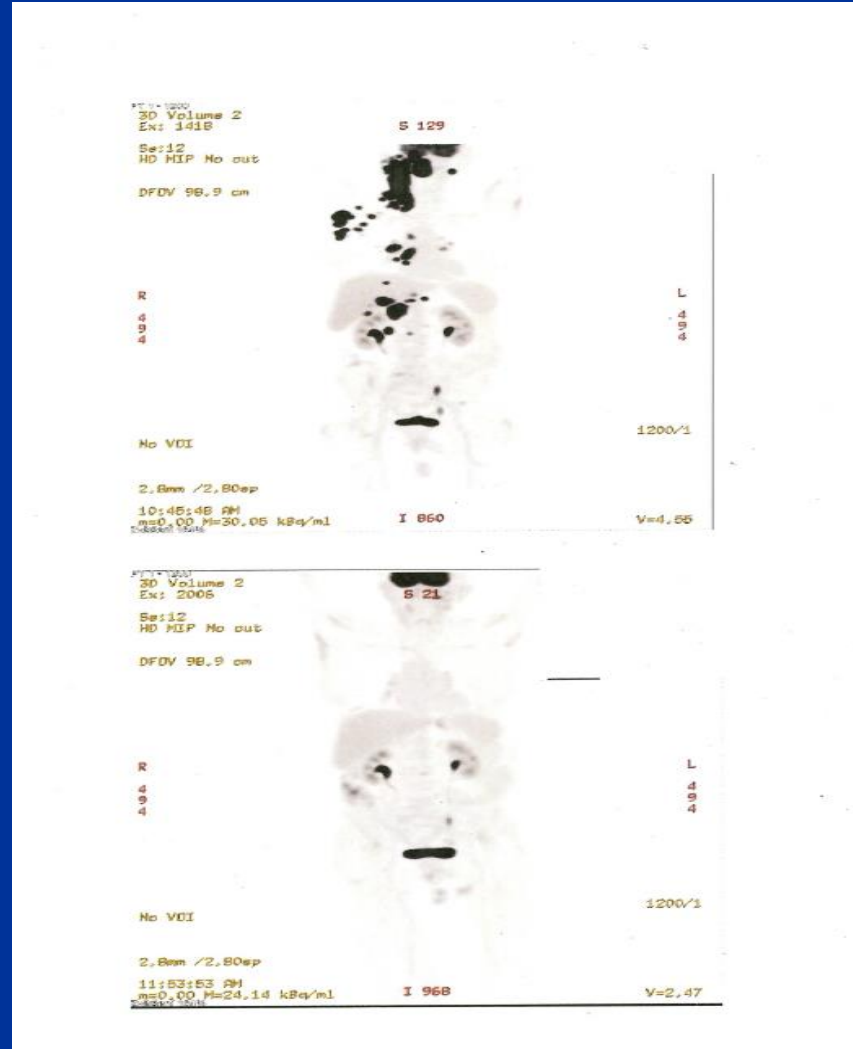 3D Volume 2
Ex: 1418
S 129
Se:12
HD MIP No cut
DFOV 98.9 cm
R
L
4
9
4
4
9
4
1200/1
No VOI
2.8mm /2.80sp
10:45:48 AM
m=0.00 M=30.05 kBq/ml
I 860
V=4.55
3D Volume 2
Ex: 2006
S 21
Se:12
HD MIP No cut
DFOV 98.9 cm
R
L
4
9
4
4
9
4
1200/1
No VOI
2.8mm /2.80sp
11:53:53 AM
m=0.00 M=24.14 kBq/ml
I 968
V=2.47